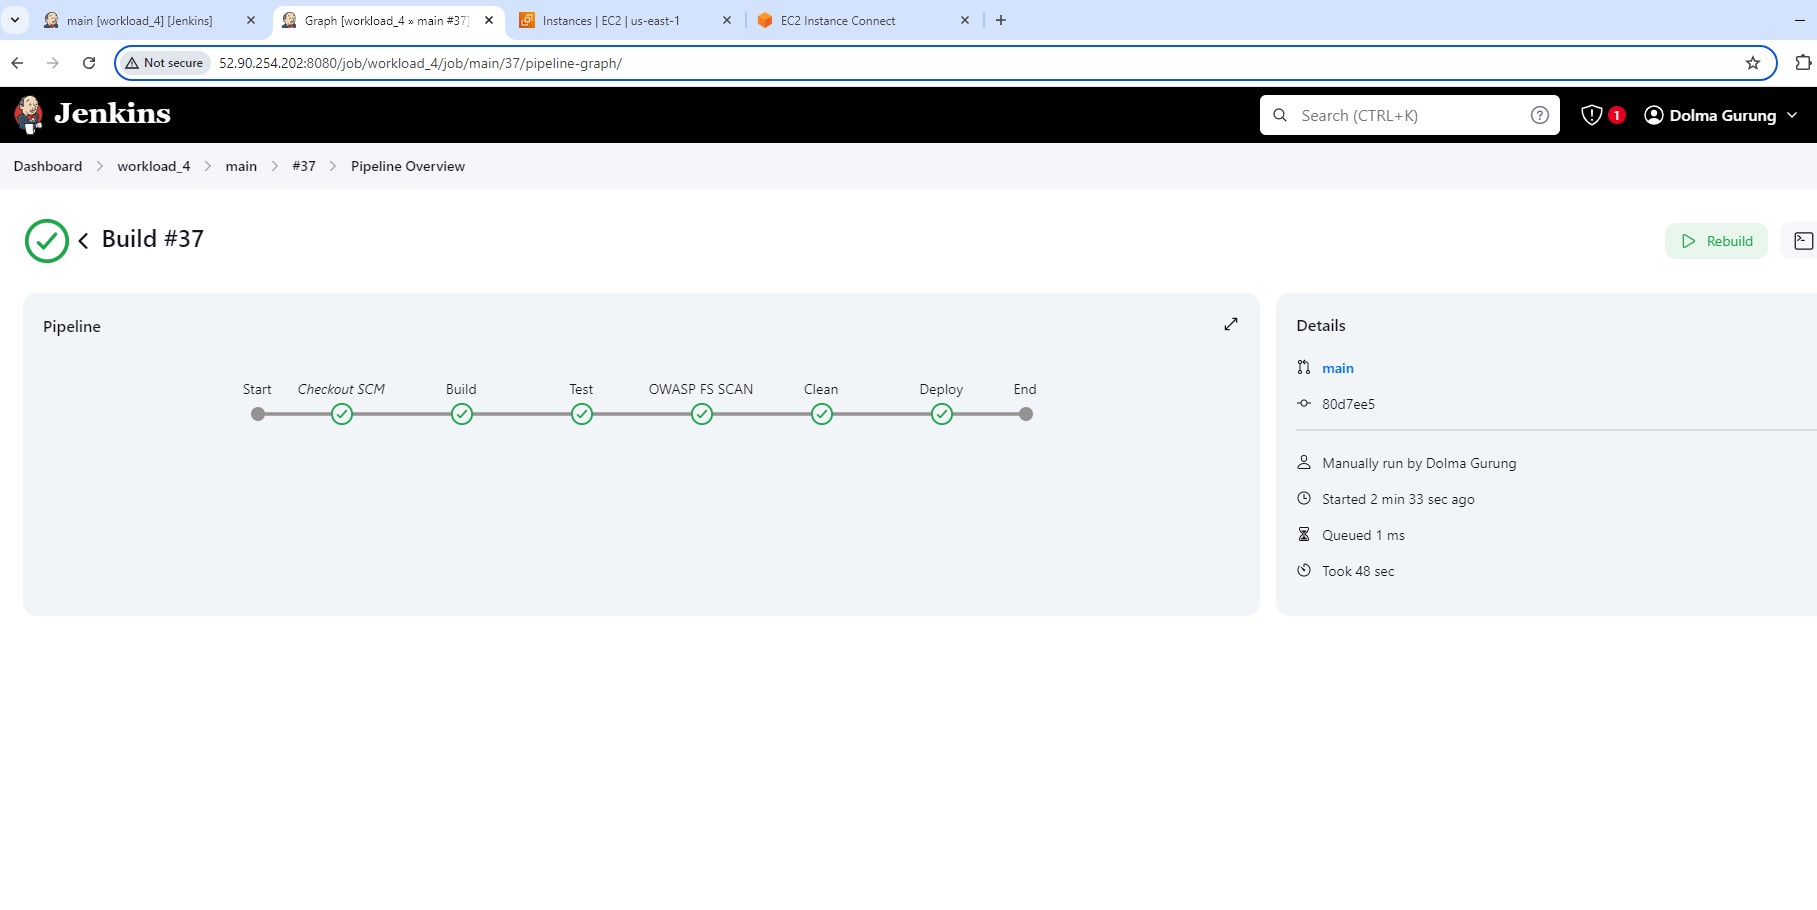 main [workload_4] [Jenkins]
Graph [workload_4 » main #37]
Instances | EC2 | us-east-1
EC2 Instance Connect
Not secure
52.90.254.202:8080/job/workload_4/job/main/37/pipeline-graph/
Jenkins
Search (CTRL+K)
1
Dolma Gurung
Dashboard
workload_4
main
#37
Pipeline Overview
Build #37
Rebuild
Pipeline
Start
Checkout SCM
Build
Test
OWASP FS SCAN
Clean
Deploy
End
Details
main
80d7ee5
Manually run by Dolma Gurung
Started 2 min 33 sec ago
Queued 1 ms
Took 48 sec